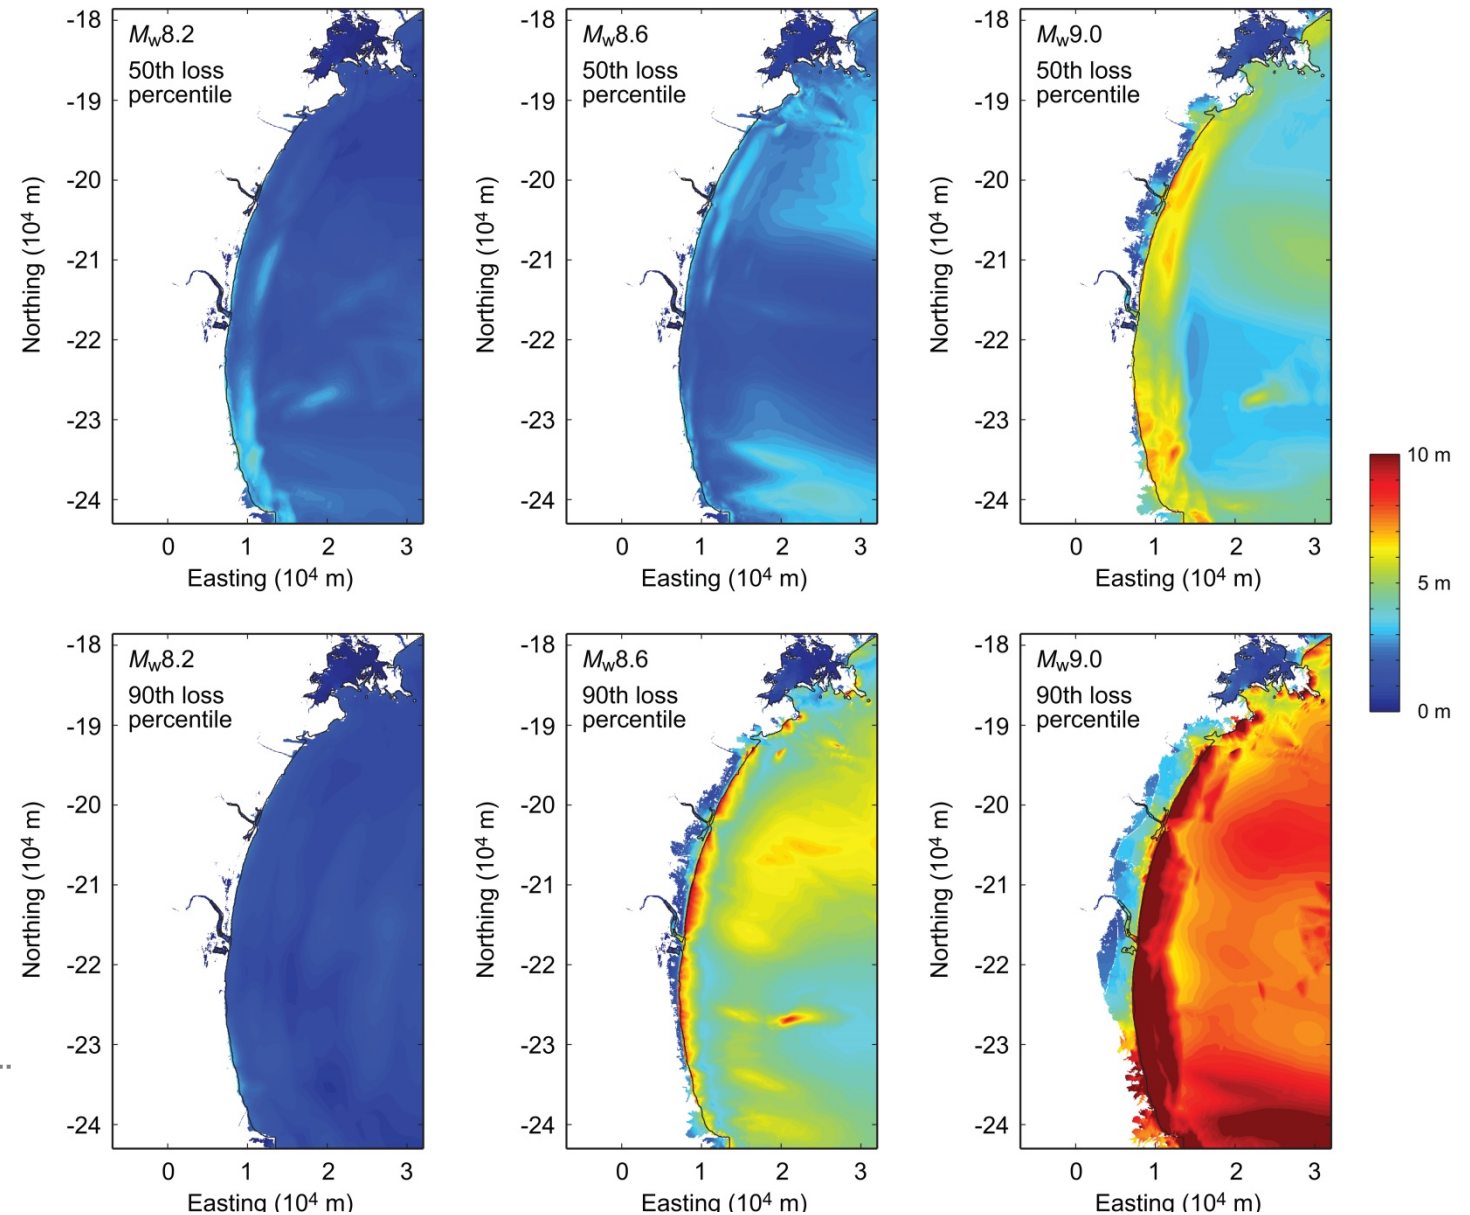 Mw8.2
50th loss
percentile
-18
-19
-20
-21
-22
-23
-24
Northing (10⁴ m)
0 1 2 3
Easting (10⁴ m)
Mw8.6
50th loss
percentile
-18
-19
-20
-21
-22
-23
-24
Northing (10⁴ m)
0 1 2 3
Easting (10⁴ m)
Mw9.0
50th loss
percentile
-18
-19
-20
-21
-22
-23
-24
Northing (10⁴ m)
0 1 2 3
Easting (10⁴ m)
10 m
5 m
0 m
Mw8.2
90th loss
percentile
-18
-19
-20
-21
-22
-23
-24
Northing (10⁴ m)
0 1 2 3
Easting (10⁴ m)
Mw8.6
90th loss
percentile
-18
-19
-20
-21
-22
-23
-24
Northing (10⁴ m)
0 1 2 3
Easting (10⁴ m)
Mw9.0
90th loss
percentile
-18
-19
-20
-21
-22
-23
-24
Northing (10⁴ m)
0 1 2 3
Easting (10⁴ m)